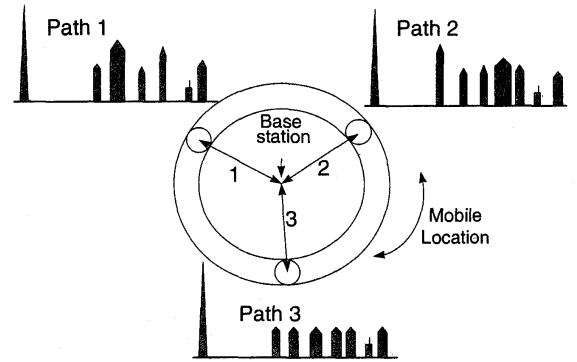 Path 1
Path 2
Base
station
1
2
3
Mobile
Location
Path 3